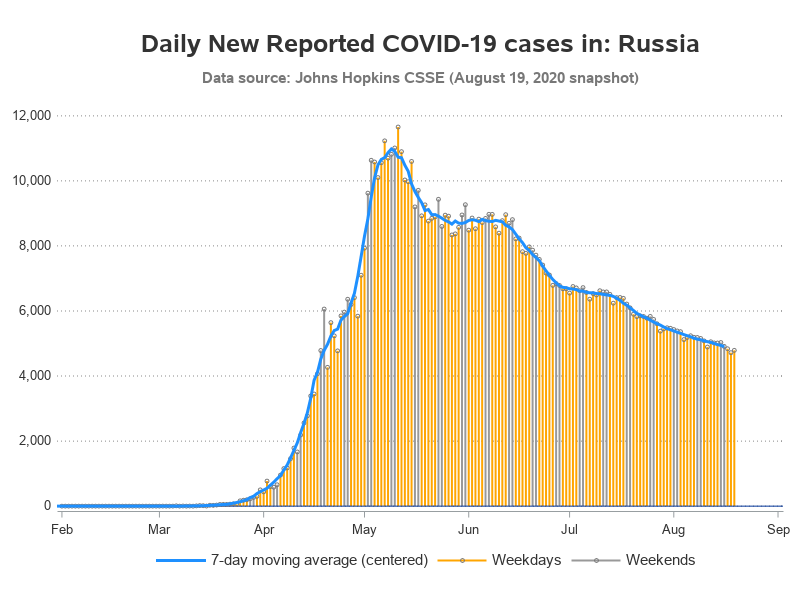 Daily New Reported COVID-19 cases in: Russia
Data source: Johns Hopkins CSSE (August 19, 2020 snapshot)
12,000
10,000
8,000
6,000
4,000
2,000
0
Feb Mar Apr May Jun Jul Aug Sep
7-day moving average (centered) Weekdays Weekends